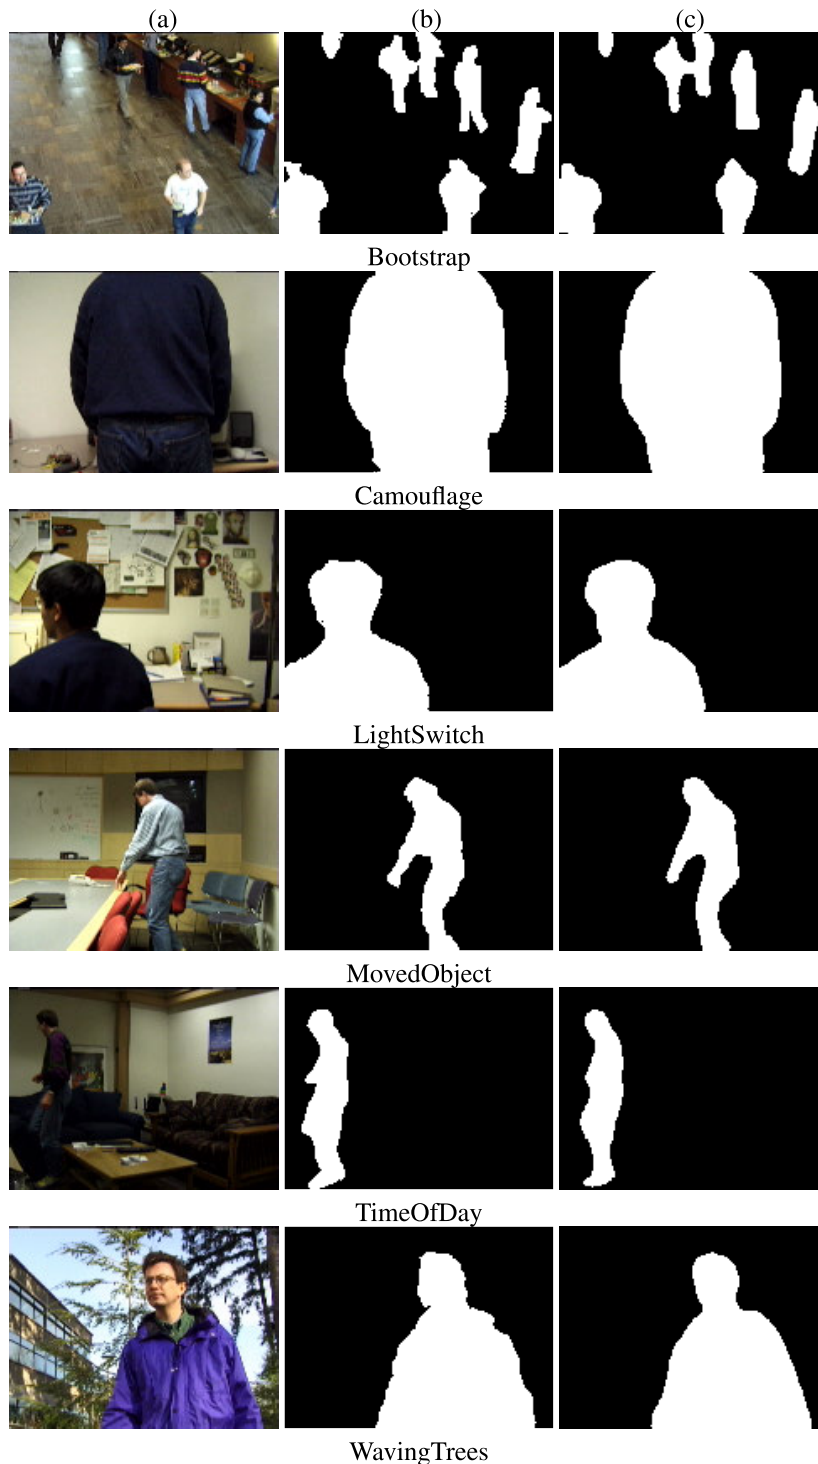 (a) (b) (c)
Bootstrap
Camouflage
LightSwitch
MovedObject
TimeOfDay
WavingTrees